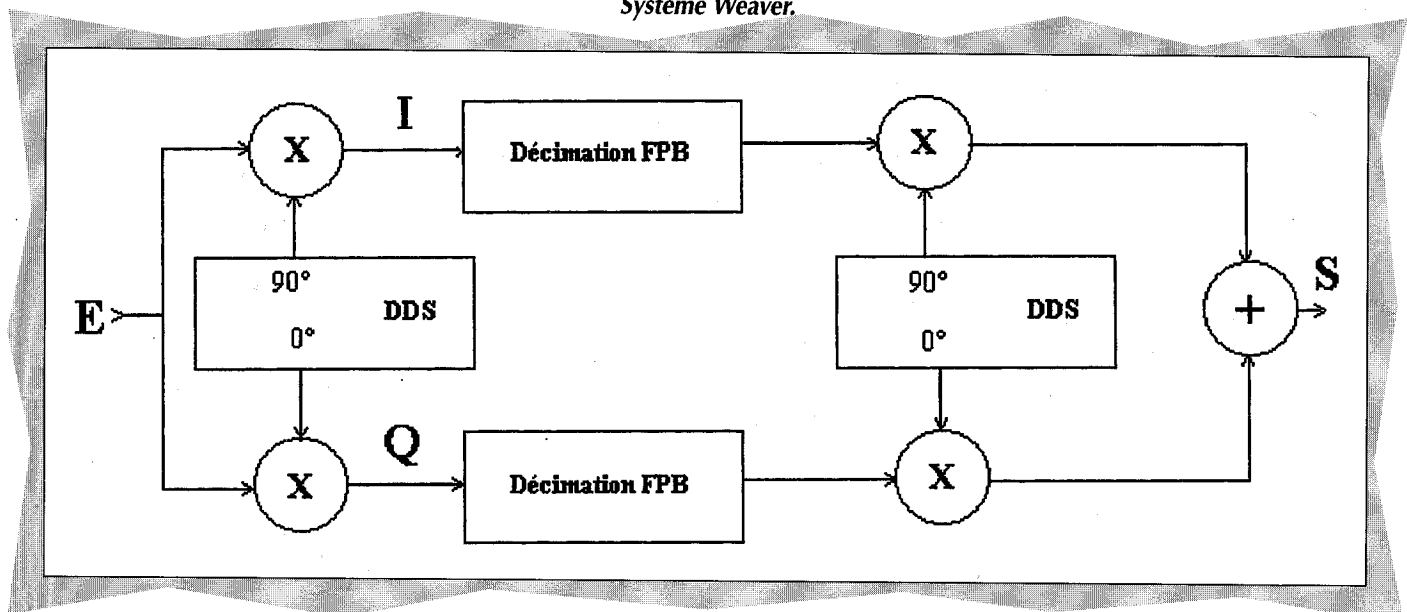 Système Weaver.
I
X
Décimation FPB
X
90°
DDS
0°
90°
DDS
0°
E
+
S
Q
X
Décimation FPB
X